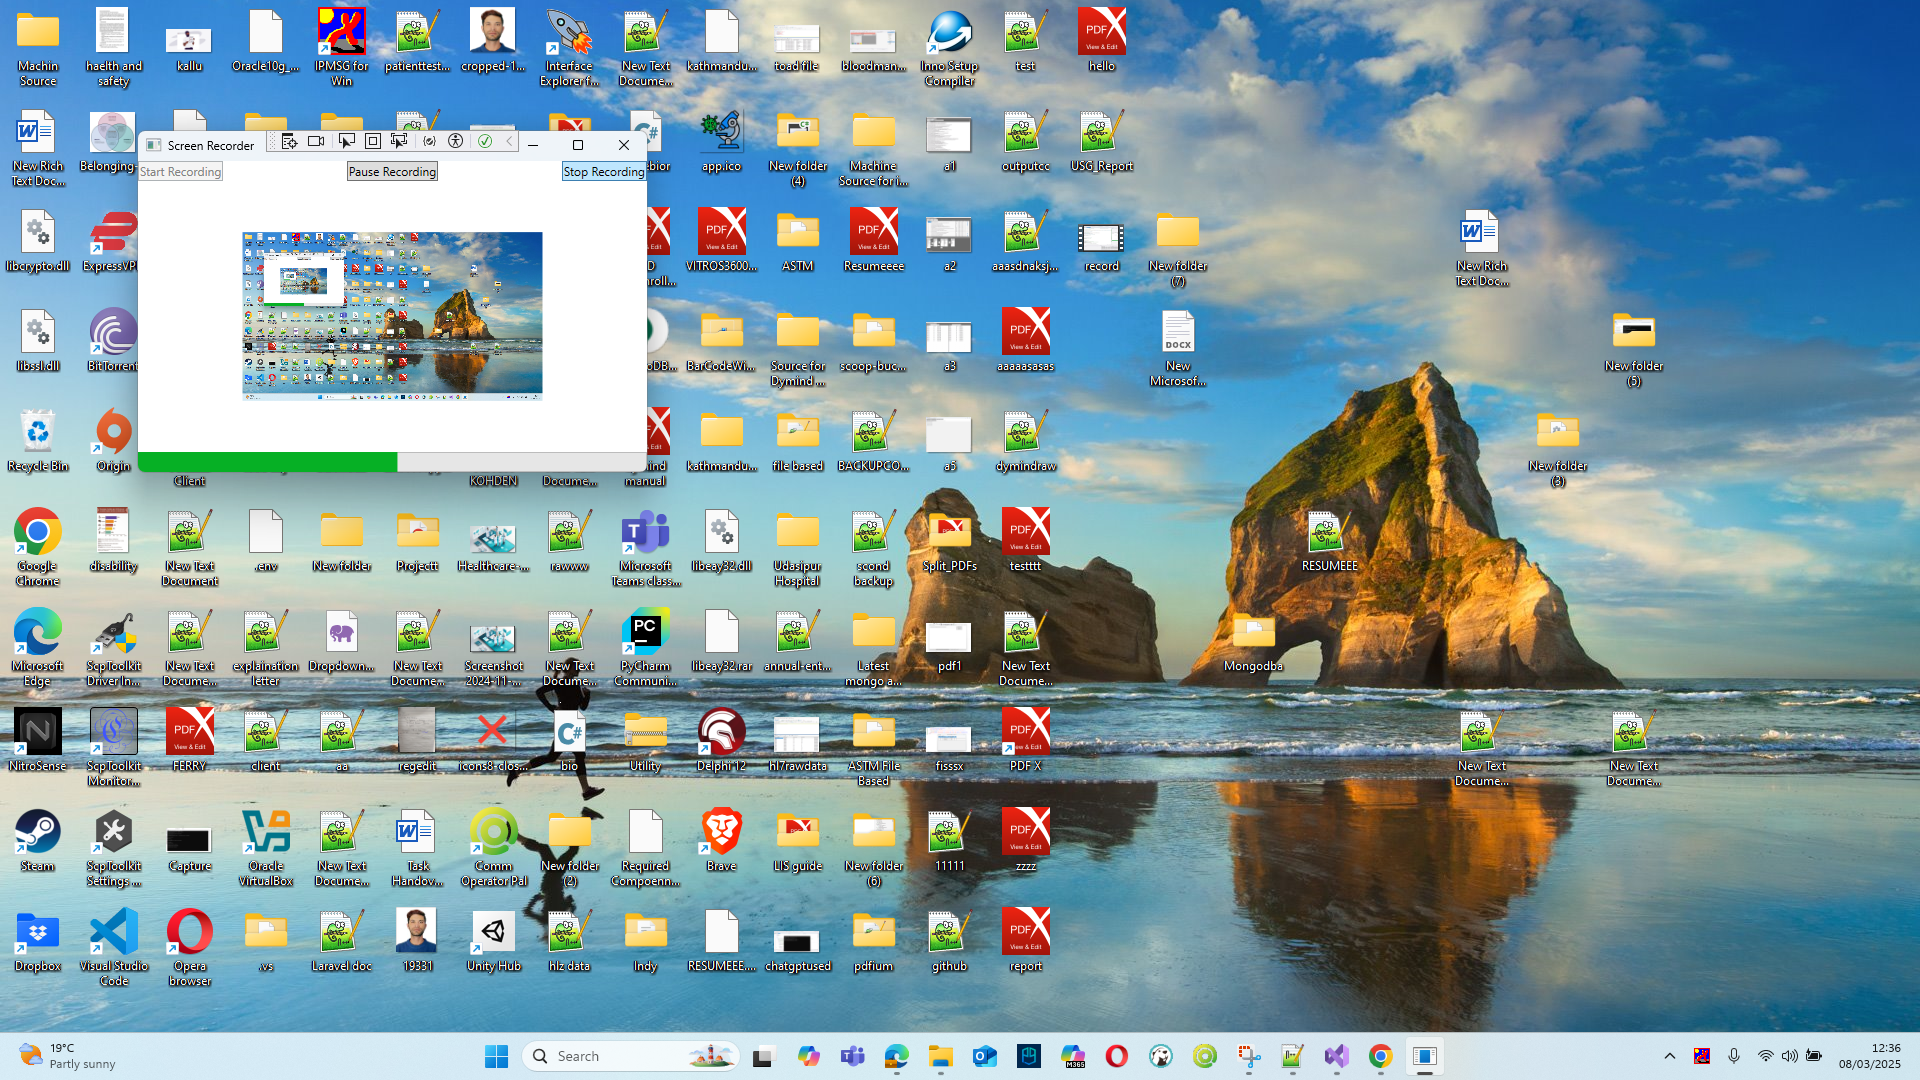 Machin
Source
haelth and
safety
kallu
Oracle10g_...
IPMSG for
Win
patienttest...
cropped-1...
Interface
Explorer f...
New Text
Docume...
kathmandu...
toad file
bloodman...
Inno Setup
Compiler
test
hello
New Rich
Text Doc...
Belonging-
app.ico
New folder
(4)
Machine
Source for i...
a1
outputcc
USG_Report
Screen Recorder
Start Recording
Pause Recording
Stop Recording
libcrypto.dll
ExpressVP
VITROS3600...
ASTM
Resumeeee
a2
aaasdnaksj...
record
New folder
(7)
New Rich
Text Doc...
libssl.dll
BitTorrent
BarCodeWi...
Source for
Dymind ...
scoop-buc...
a3
aaaaasasas
New
Microsof...
New folder
(5)
Recycle Bin
Origin
Client
KOHDEN
Docume...
manual
kathmandu...
file based
BACKUPCO...
a5
dymindraw
New folder
(3)
Google
Chrome
disability
New Text
Document
.env
New folder
Projectt
Healthcare-...
rawww
Microsoft
Teams class...
libeay32.dll
Udasipur
Hospital
scond
backup
Split_PDFs
testttt
RESUMEEE
Microsoft
Edge
ScpToolkit
Driver In...
New Text
Docume...
explaination
letter
Dropdown...
New Text
Docume...
Screenshot
2024-11-...
New Text
Docume...
PyCharm
Communi...
libeay32.rar
annual-ent...
Latest
mongo a...
pdf1
New Text
Docume...
Mongodba
NitroSense
ScpToolkit
Monitor...
FERRY
client
aa
regedit
icons8-clos...
bio
Utility
Delphi 12
hl7rawdata
ASTM File
Based
fisssx
PDF X
New Text
Docume...
New Text
Docume...
Steam
ScpToolkit
Settings ...
Capture
Oracle
VirtualBox
New Text
Docume...
Task
Handov...
Comm
Operator Pal
New folder
(2)
Required
Compoenn...
Brave
LIS guide
New folder
(6)
11111
zzzz
Dropbox
Visual Studio
Code
Opera
browser
.vs
Laravel doc
19331
Unity Hub
hlz data
Indy
RESUMEEE....
chatgptused
pdfium
github
report
19°C
Partly sunny
Search
12:36
08/03/2025